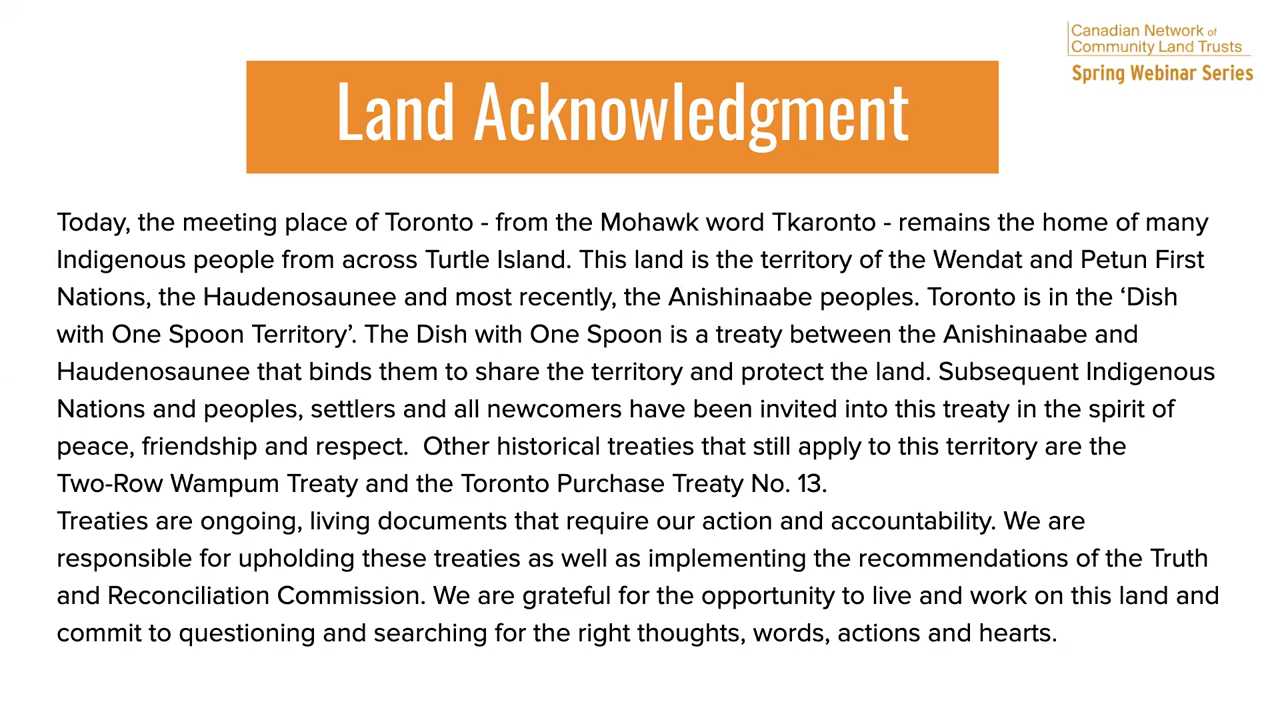 Canadian Network of
Community Land Trusts
Spring Webinar Series
Land Acknowledgment
Today, the meeting place of Toronto - from the Mohawk word Tkaronto - remains the home of many
Indigenous people from across Turtle Island. This land is the territory of the Wendat and Petun First
Nations, the Haudenosaunee and most recently, the Anishinaabe peoples. Toronto is in the ‘Dish
with One Spoon Territory’. The Dish with One Spoon is a treaty between the Anishinaabe and
Haudenosaunee that binds them to share the territory and protect the land. Subsequent Indigenous
Nations and peoples, settlers and all newcomers have been invited into this treaty in the spirit of
peace, friendship and respect.  Other historical treaties that still apply to this territory are the
Two-Row Wampum Treaty and the Toronto Purchase Treaty No. 13.
Treaties are ongoing, living documents that require our action and accountability. We are
responsible for upholding these treaties as well as implementing the recommendations of the Truth
and Reconciliation Commission. We are grateful for the opportunity to live and work on this land and
commit to questioning and searching for the right thoughts, words, actions and hearts.